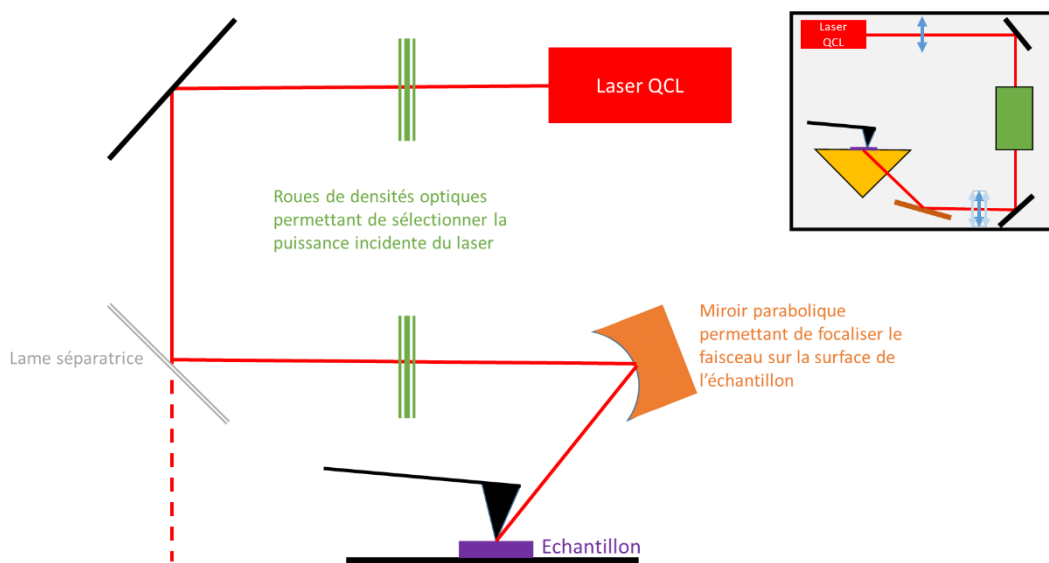 Laser QCL
Laser
QCL
Roues de densités optiques
permettant de sélectionner la
puissance incidente du laser
Lame séparatrice
Miroir parabolique
permettant de focaliser le
faisceau sur la surface de
l'échantillon
Echantillon